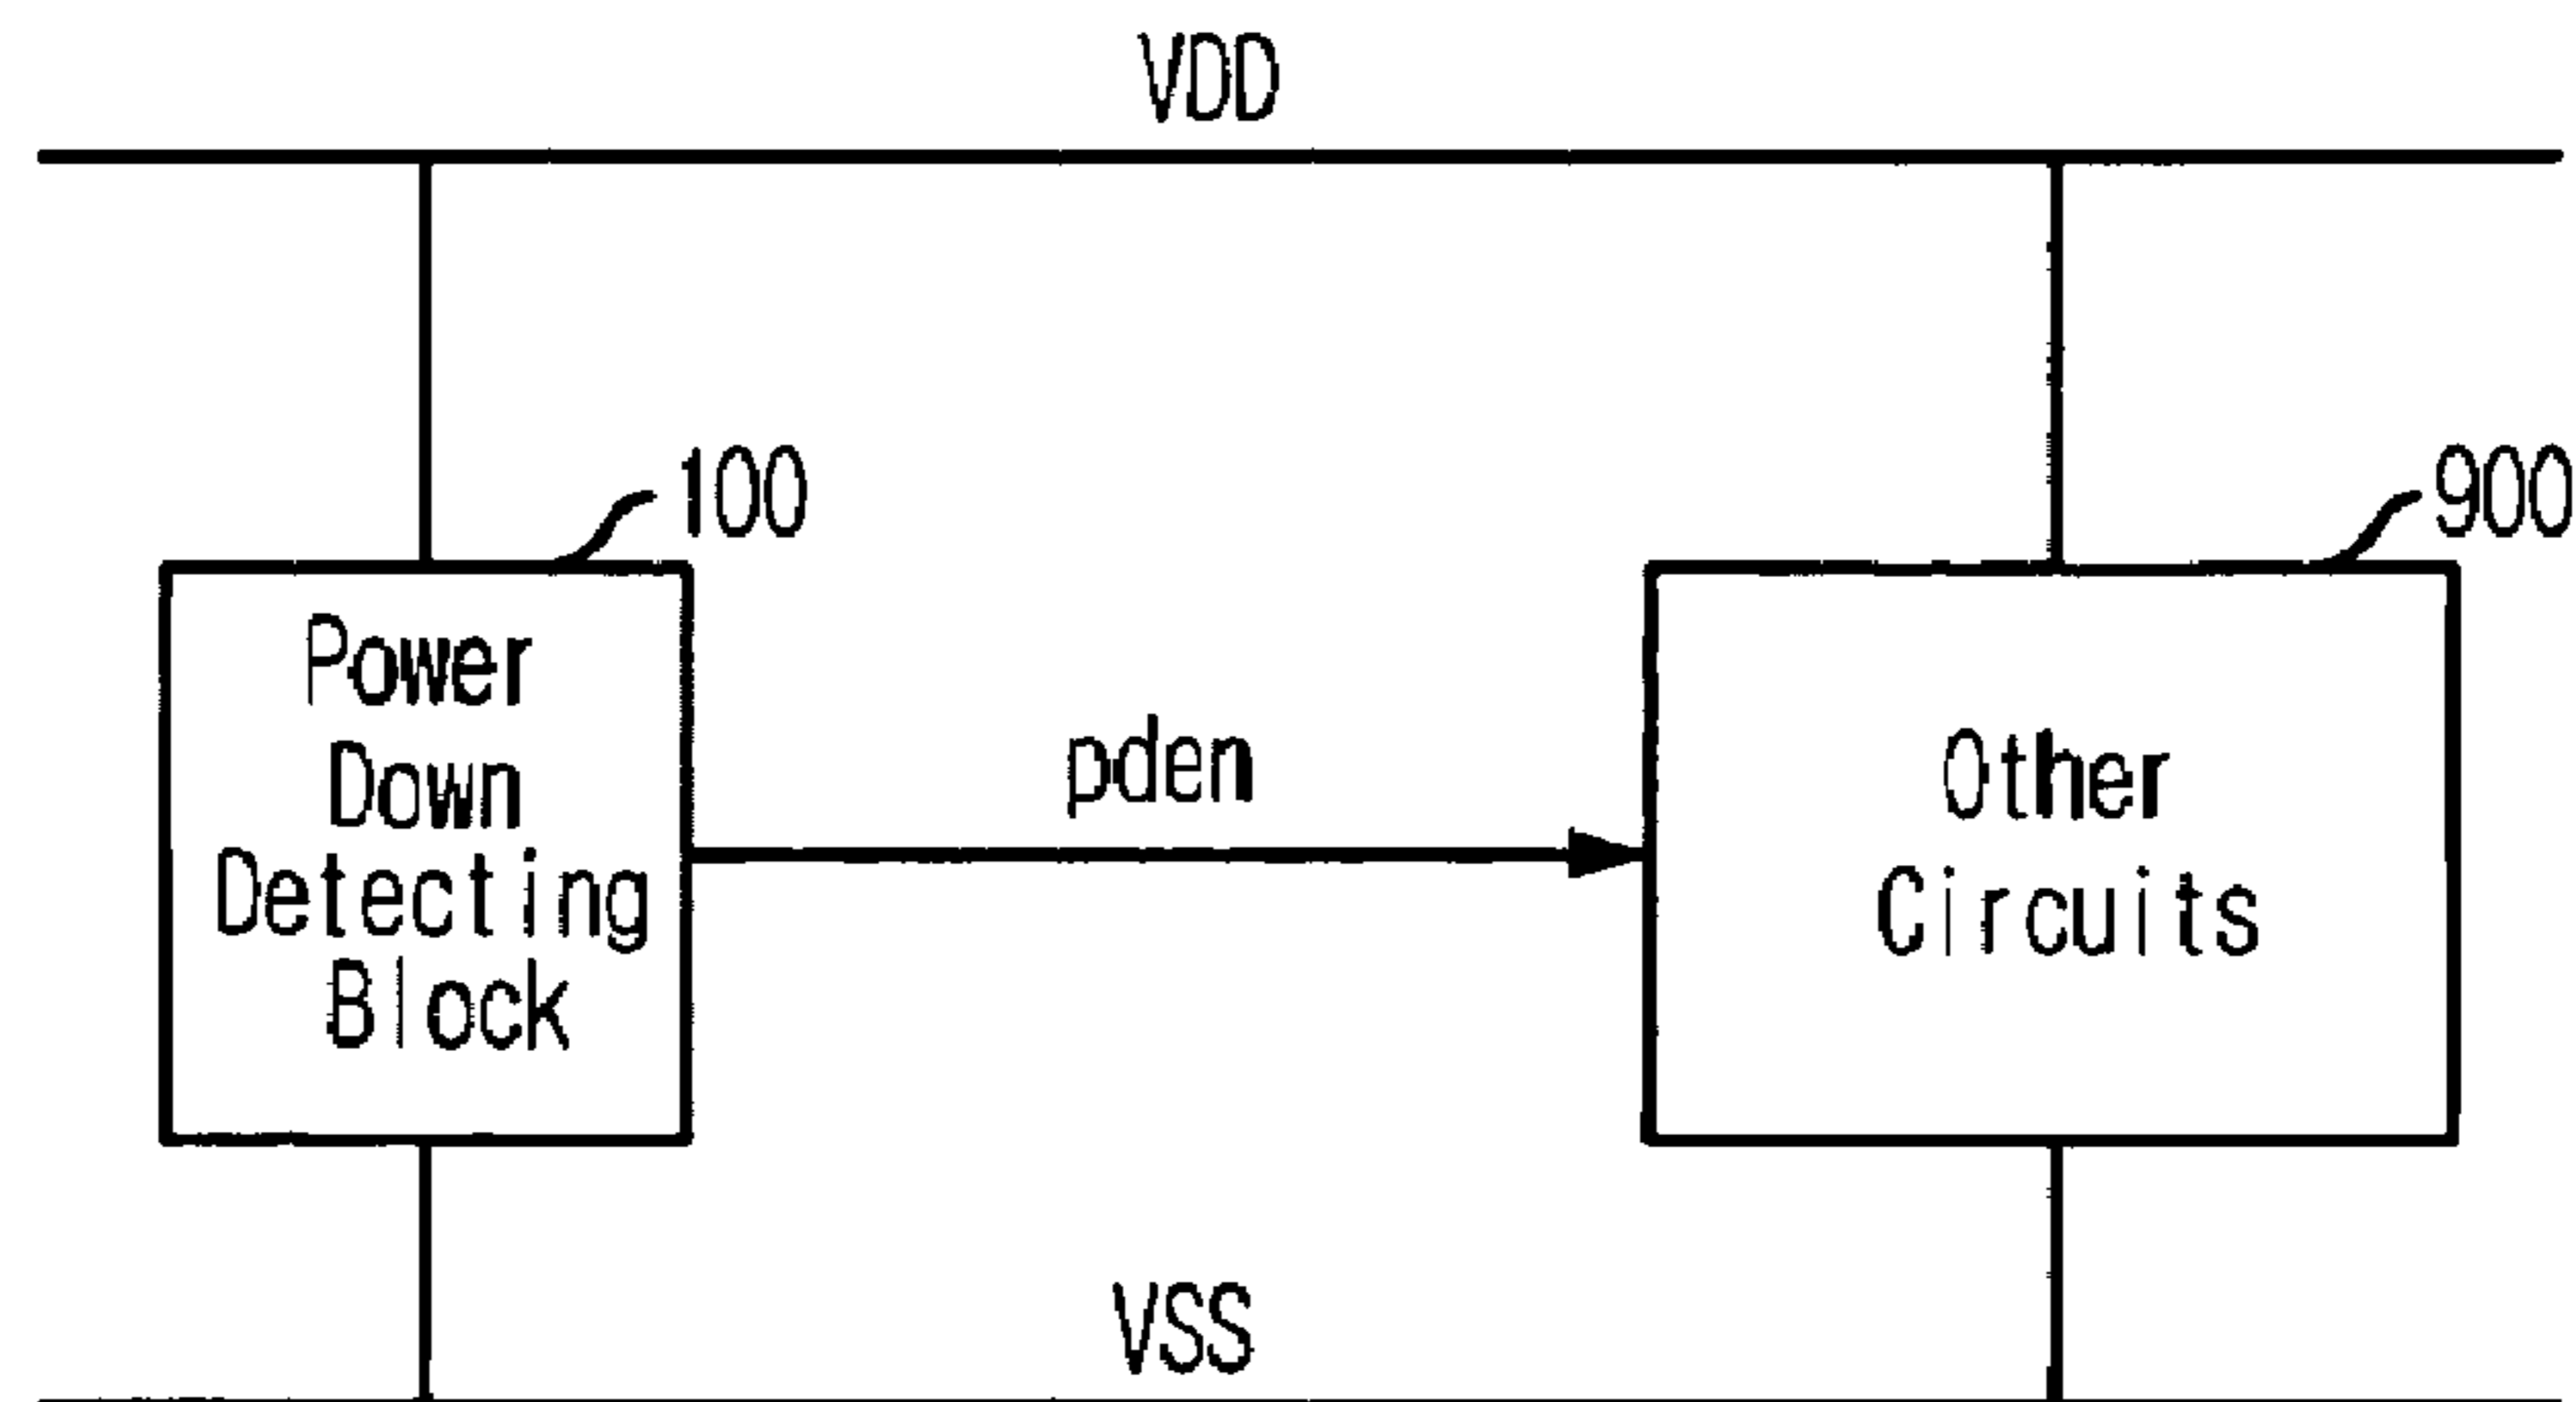 VDD
100
900
Power
Down
Detecting
Block
pden
Other
Circuits
VSS